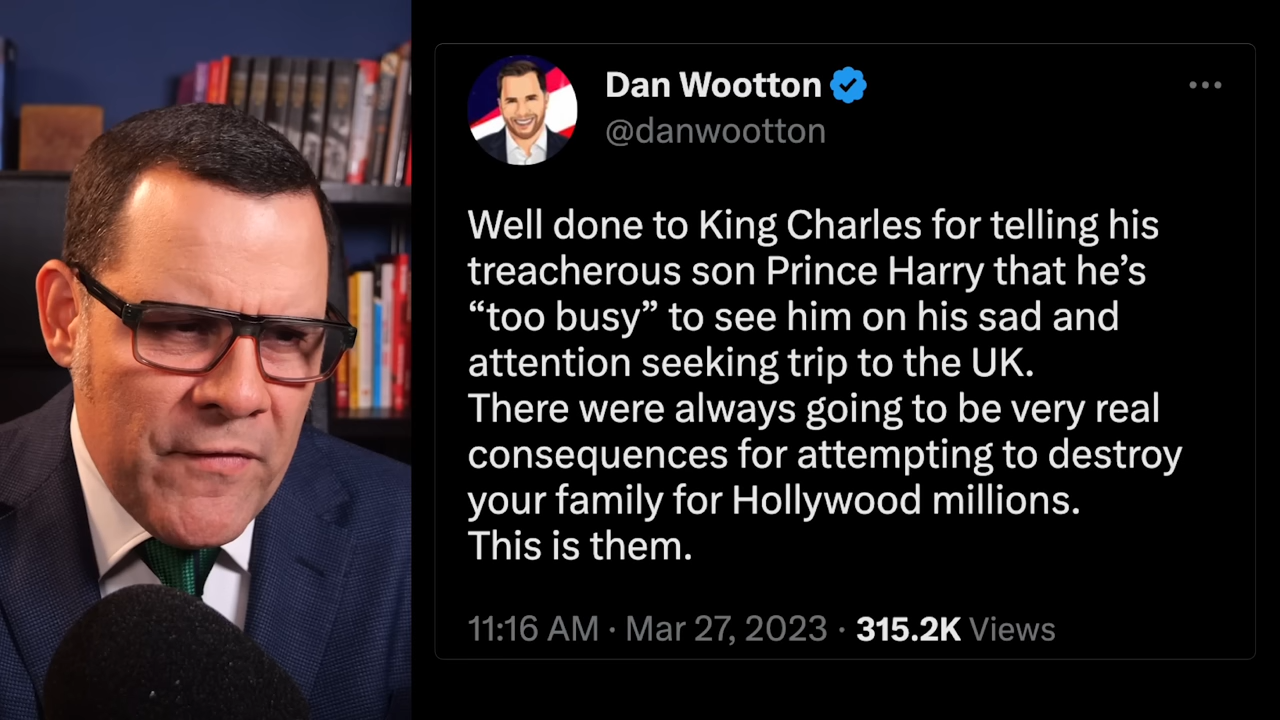 Dan Wootton
@danwootton
Well done to King Charles for telling his
treacherous son Prince Harry that he’s
“too busy” to see him on his sad and
attention seeking trip to the UK.
There were always going to be very real
consequences for attempting to destroy
your family for Hollywood millions.
This is them.
11:16 AM · Mar 27, 2023 · 315.2K Views